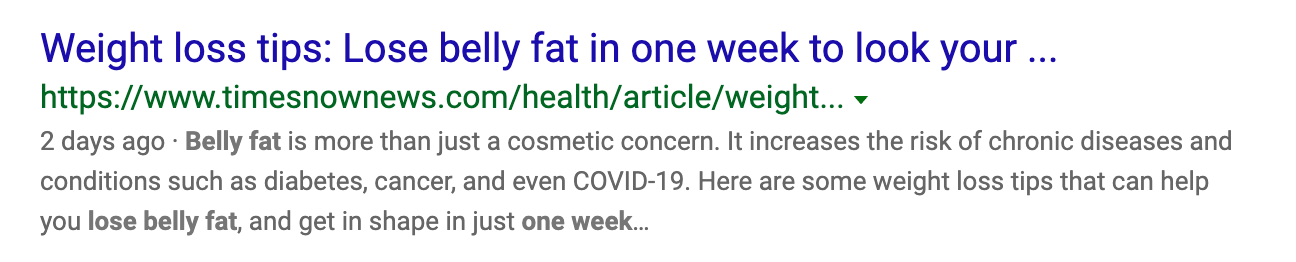 Weight loss tips: Lose belly fat in one week to look your ...
https://www.timesnownews.com/health/article/weight...
2 days ago · Belly fat is more than just a cosmetic concern. It increases the risk of chronic diseases and
conditions such as diabetes, cancer, and even COVID-19. Here are some weight loss tips that can help
you lose belly fat, and get in shape in just one week...